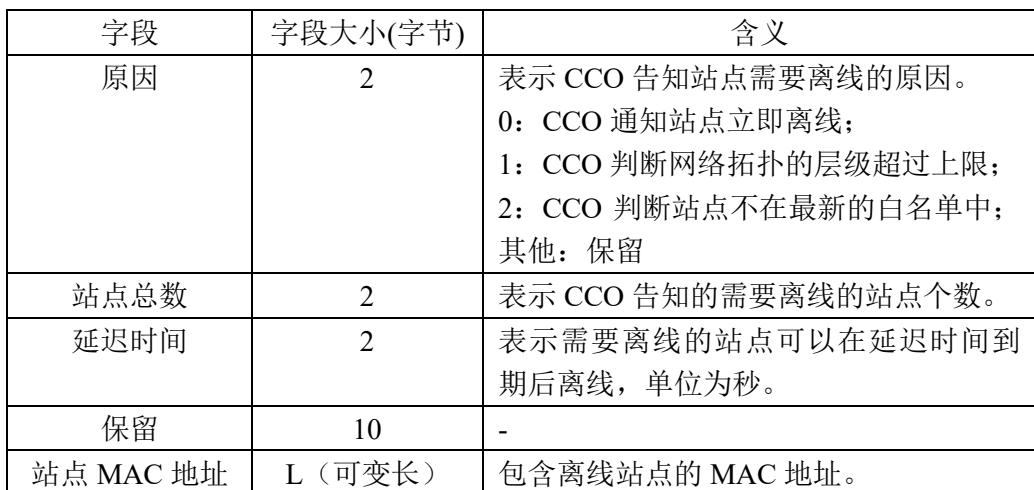 字段 字段大小(字节) 含义
原因 2 表示 CCO 告知站点需要离线的原因。
0：CCO 通知站点立即离线；
1：CCO 判断网络拓扑的层级超过上限；
2：CCO 判断站点不在最新的白名单中；
其他：保留
站点总数 2 表示 CCO 告知的需要离线的站点个数。
延迟时间 2 表示需要离线的站点可以在延迟时间到
期后离线，单位为秒。
保留 10 -
站点 MAC 地址 L（可变长） 包含离线站点的 MAC 地址。